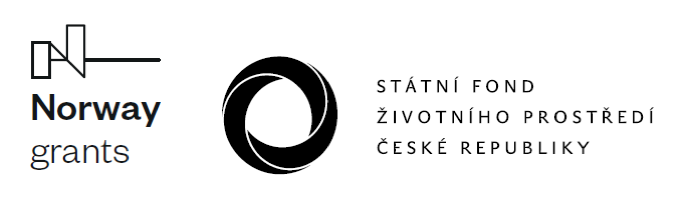 Norway
grants
STÁTNÍ FOND
ŽIVOTNÍHO PROSTŘEDÍ
ČESKÉ REPUBLIKY